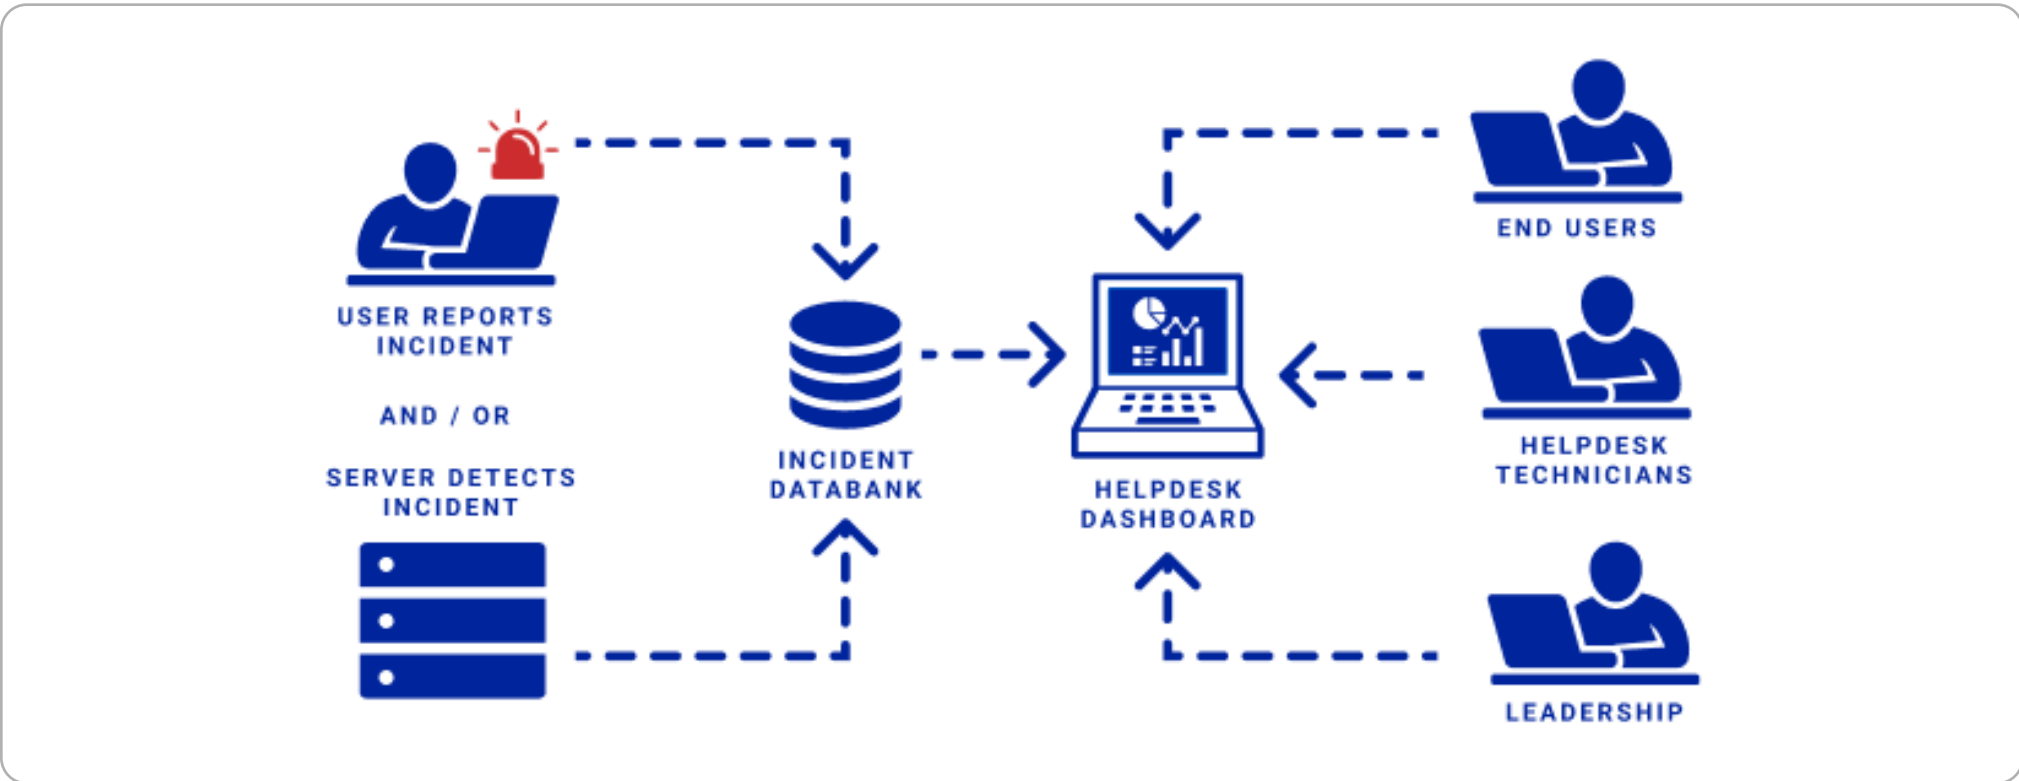 USER REPORTS
INCIDENT
AND / OR
SERVER DETECTS
INCIDENT
INCIDENT
DATABANK
HELPDESK
DASHBOARD
END USERS
HELPDESK
TECHNICIANS
LEADERSHIP